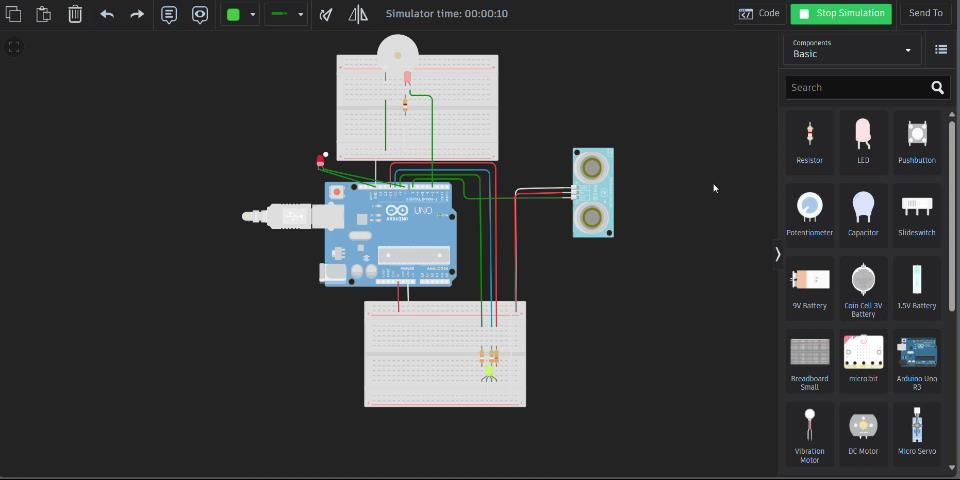 Simulator time: 00:00:10
Code
Stop Simulation
Send To
Components
Basic
Search
Resistor
LED
Pushbutton
Potentiometer
Capacitor
Slideswitch
9V Battery
Coin Cell 3V
Battery
1.5V Battery
Breadboard
Small
micro:bit
Arduino Uno
R3
Vibration
Motor
DC Motor
Micro Servo
UNO
ARDUINO